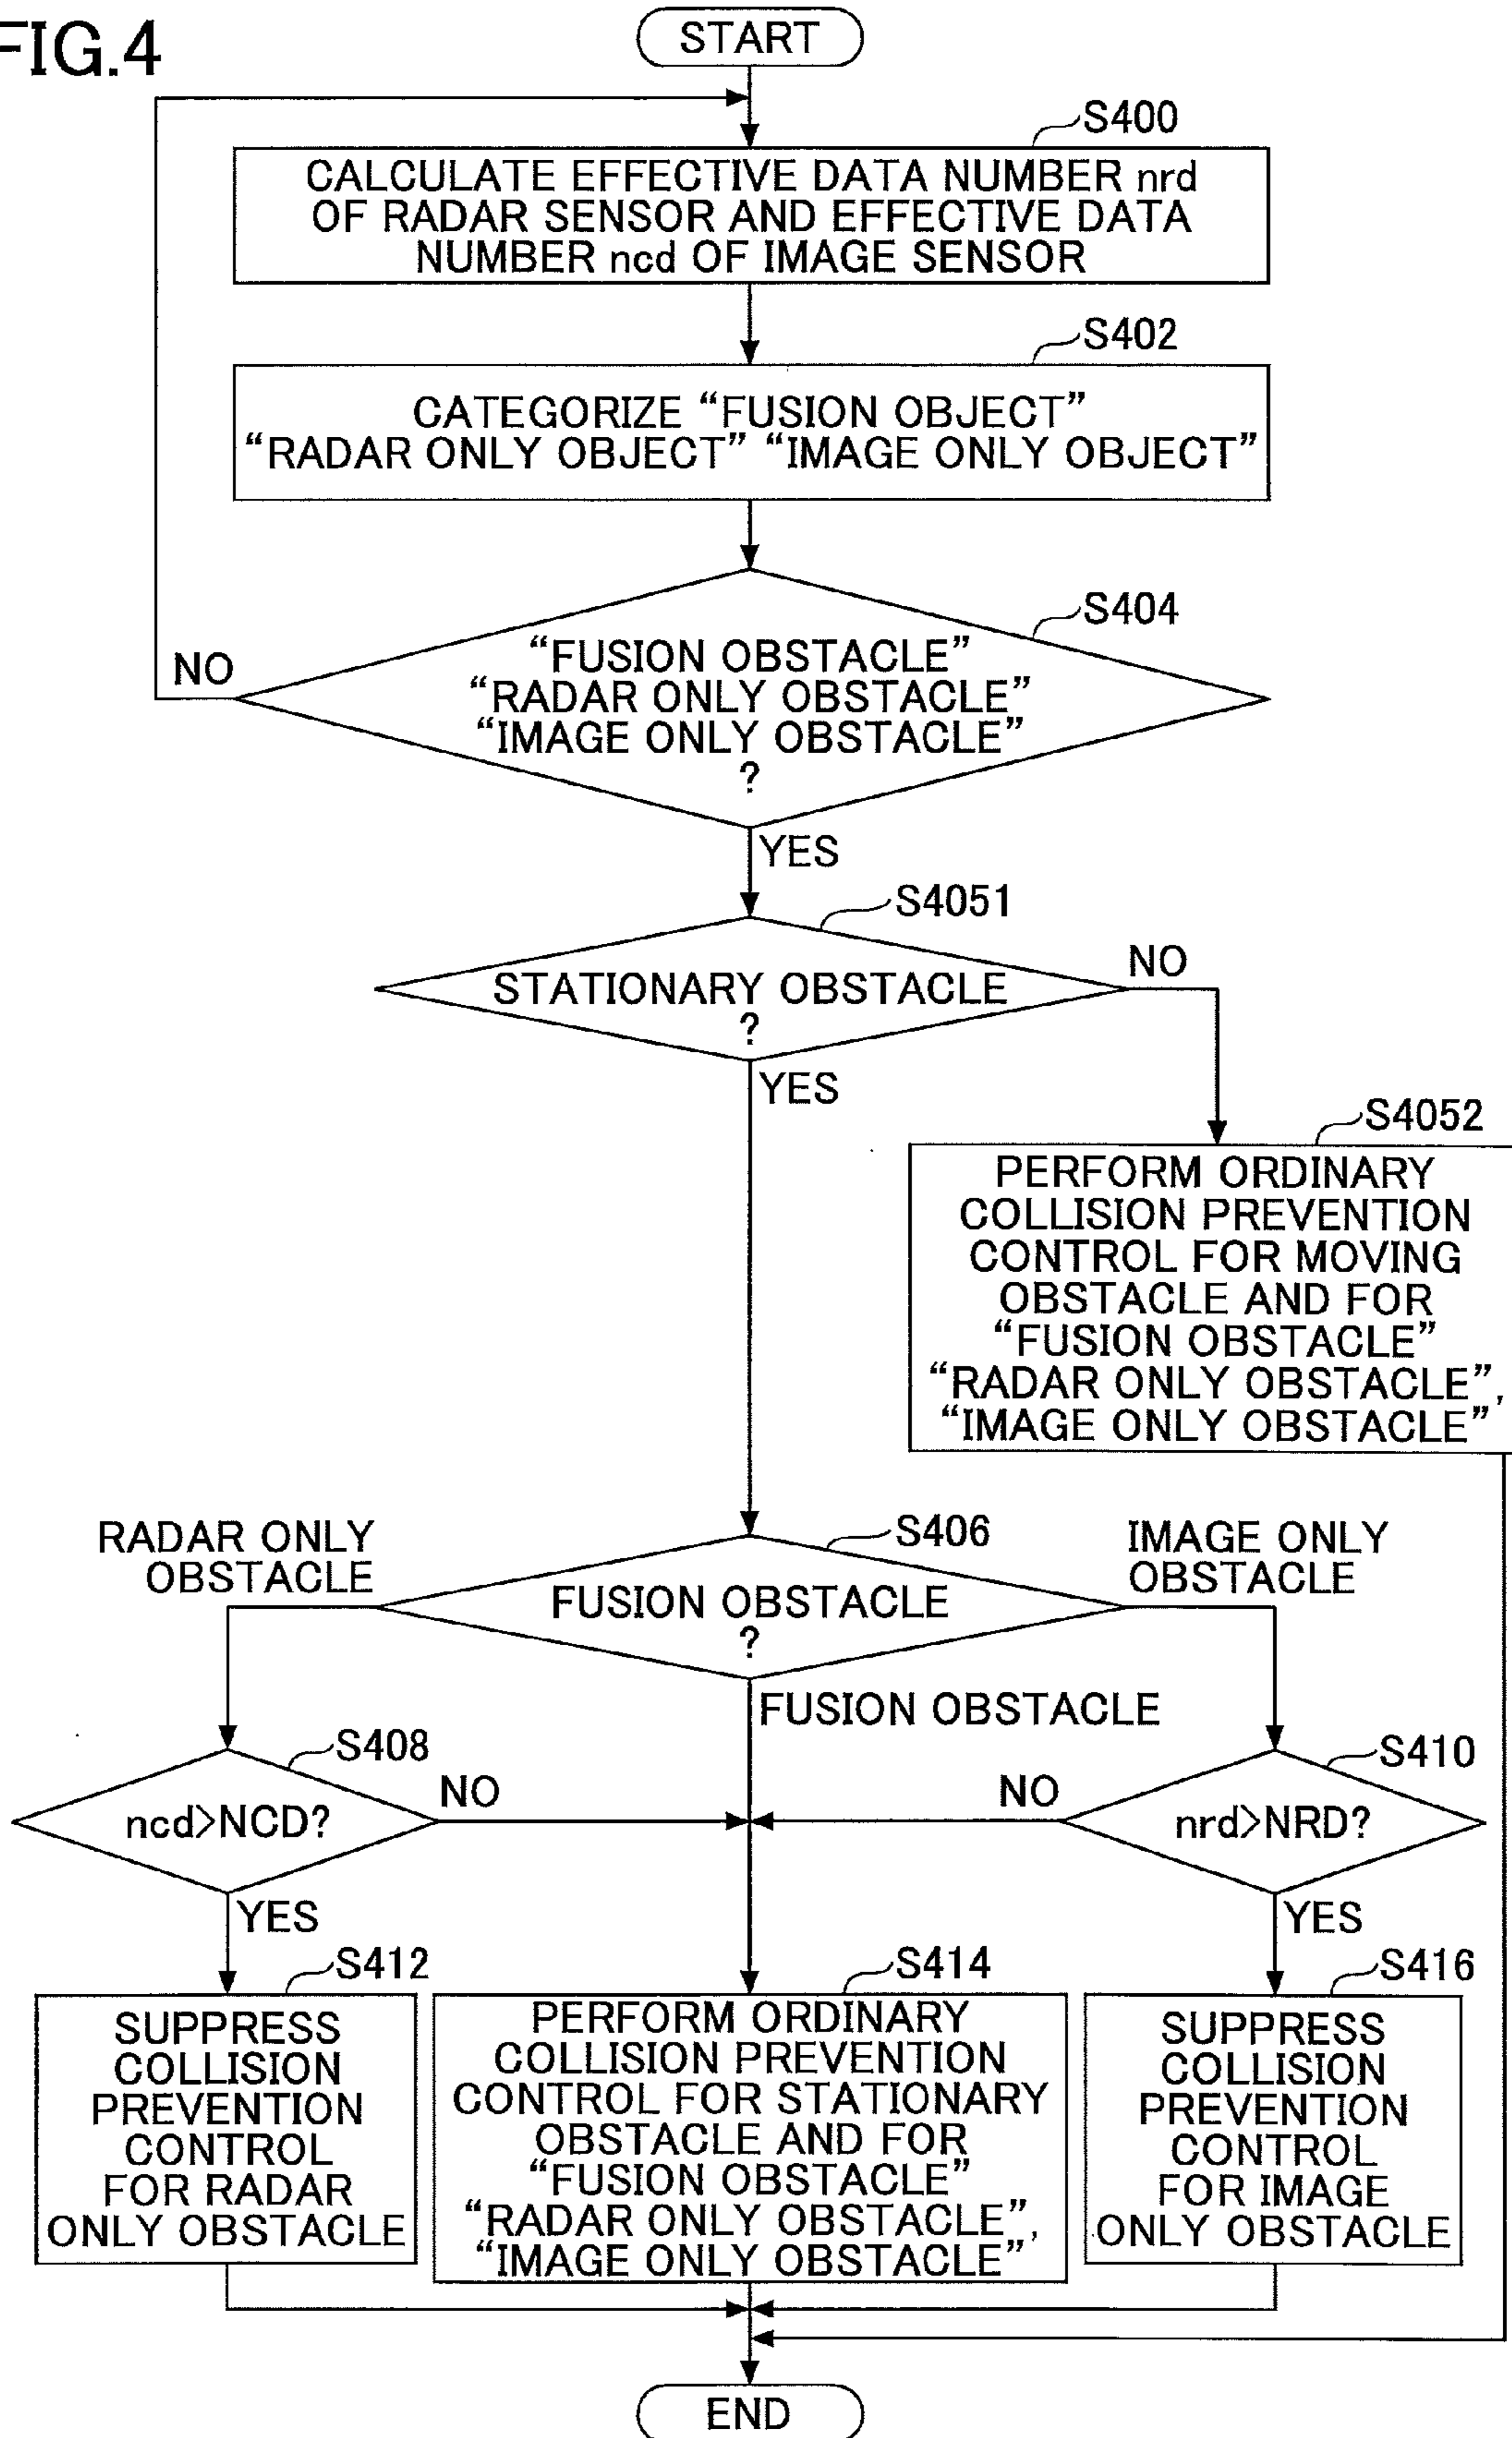 FIG.4
START
S400
CALCULATE EFFECTIVE DATA NUMBER nrd
OF RADAR SENSOR AND EFFECTIVE DATA
NUMBER ncd OF IMAGE SENSOR
S402
CATEGORIZE “FUSION OBJECT”
“RADAR ONLY OBJECT” “IMAGE ONLY OBJECT”
S404
“FUSION OBSTACLE”
“RADAR ONLY OBSTACLE”
“IMAGE ONLY OBSTACLE”
?
NO
YES
S4051
STATIONARY OBSTACLE
?
NO
YES
S4052
PERFORM ORDINARY
COLLISION PREVENTION
CONTROL FOR MOVING
OBSTACLE AND FOR
“FUSION OBSTACLE”
“RADAR ONLY OBSTACLE”,
“IMAGE ONLY OBSTACLE”
S406
FUSION OBSTACLE
?
RADAR ONLY
OBSTACLE
IMAGE ONLY
OBSTACLE
FUSION OBSTACLE
S408
ncd>NCD?
NO
YES
S410
nrd>NRD?
NO
YES
S412
SUPPRESS
COLLISION
PREVENTION
CONTROL
FOR RADAR
ONLY OBSTACLE
S414
PERFORM ORDINARY
COLLISION PREVENTION
CONTROL FOR STATIONARY
OBSTACLE AND FOR
“FUSION OBSTACLE”
“RADAR ONLY OBSTACLE”,
“IMAGE ONLY OBSTACLE”
S416
SUPPRESS
COLLISION
PREVENTION
CONTROL
FOR IMAGE
ONLY OBSTACLE
END